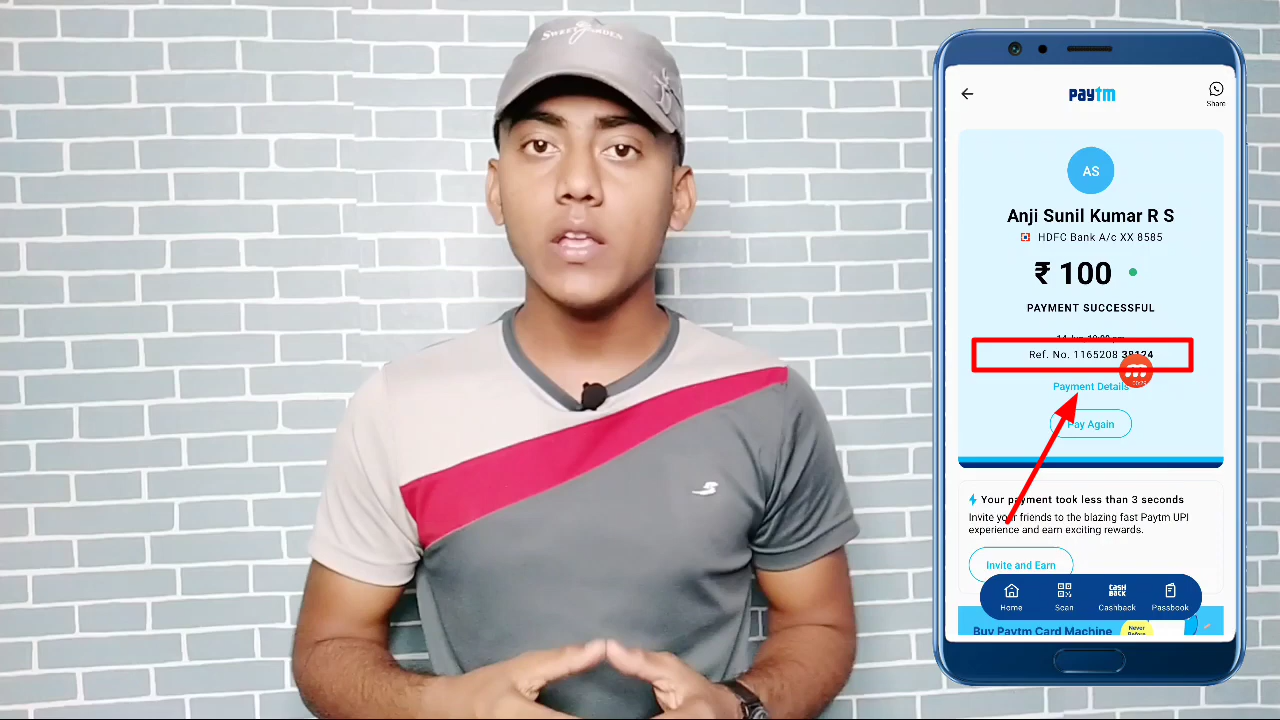 SWEET GARDEN
paytm
Share
AS
Anji Sunil Kumar R S
HDFC Bank A/c XX 8585
₹ 100
PAYMENT SUCCESSFUL
Ref. No. 1165208 38124
Payment Details
Pay Again
Your payment took less than 3 seconds
Invite your friends to the blazing fast Paytm UPI
experience and earn exciting rewards.
Invite and Earn
CASH BACK
Home Scan Cashback Passbook
Buy Paytm Card Machine
Never